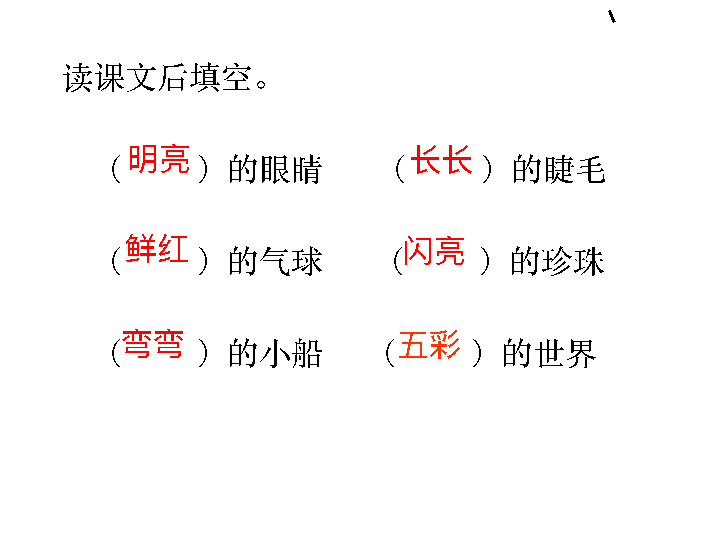 读课文后填空。
（明亮）的眼睛 （长长）的睫毛
（鲜红）的气球 （闪亮）的珍珠
（弯弯）的小船 （五彩）的世界